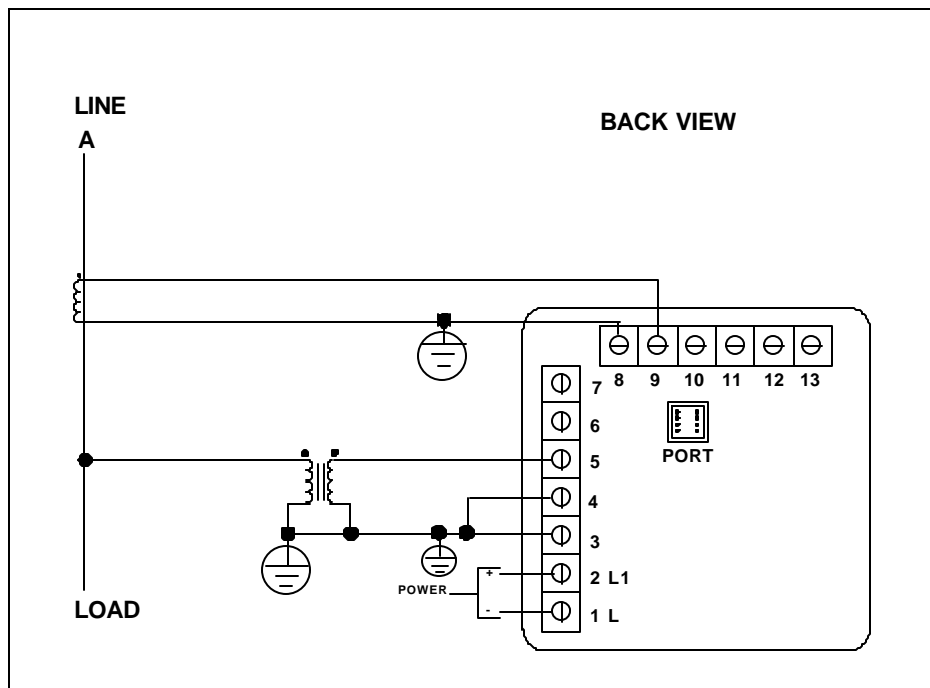 LINE
A
BACK VIEW
8 9 10 11 12 13
7
6
5
4
3
2 L1
1 L
PORT
POWER
+
-
LOAD